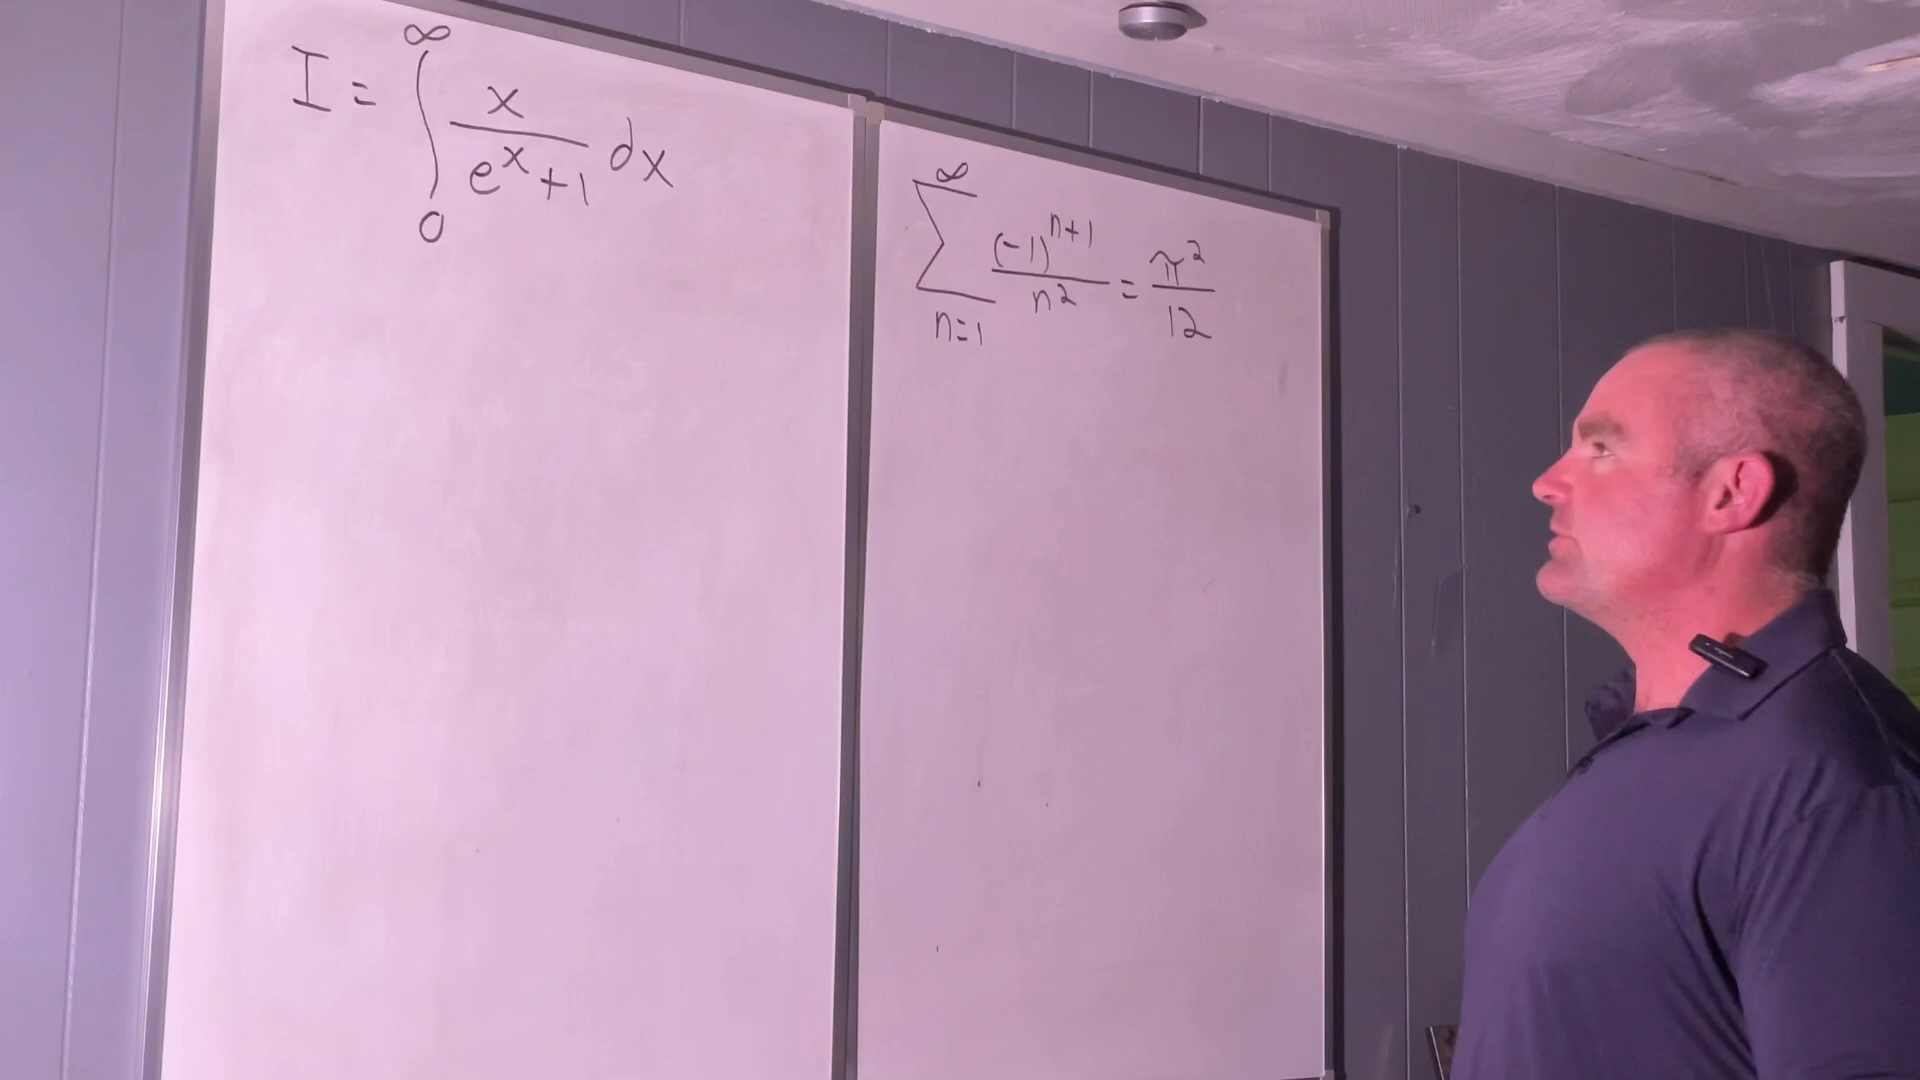 I = ∫₀^∞ x/(e^x + 1) dx
∑_{n=1}^∞ (-1)^{n+1}/n² = π²/12